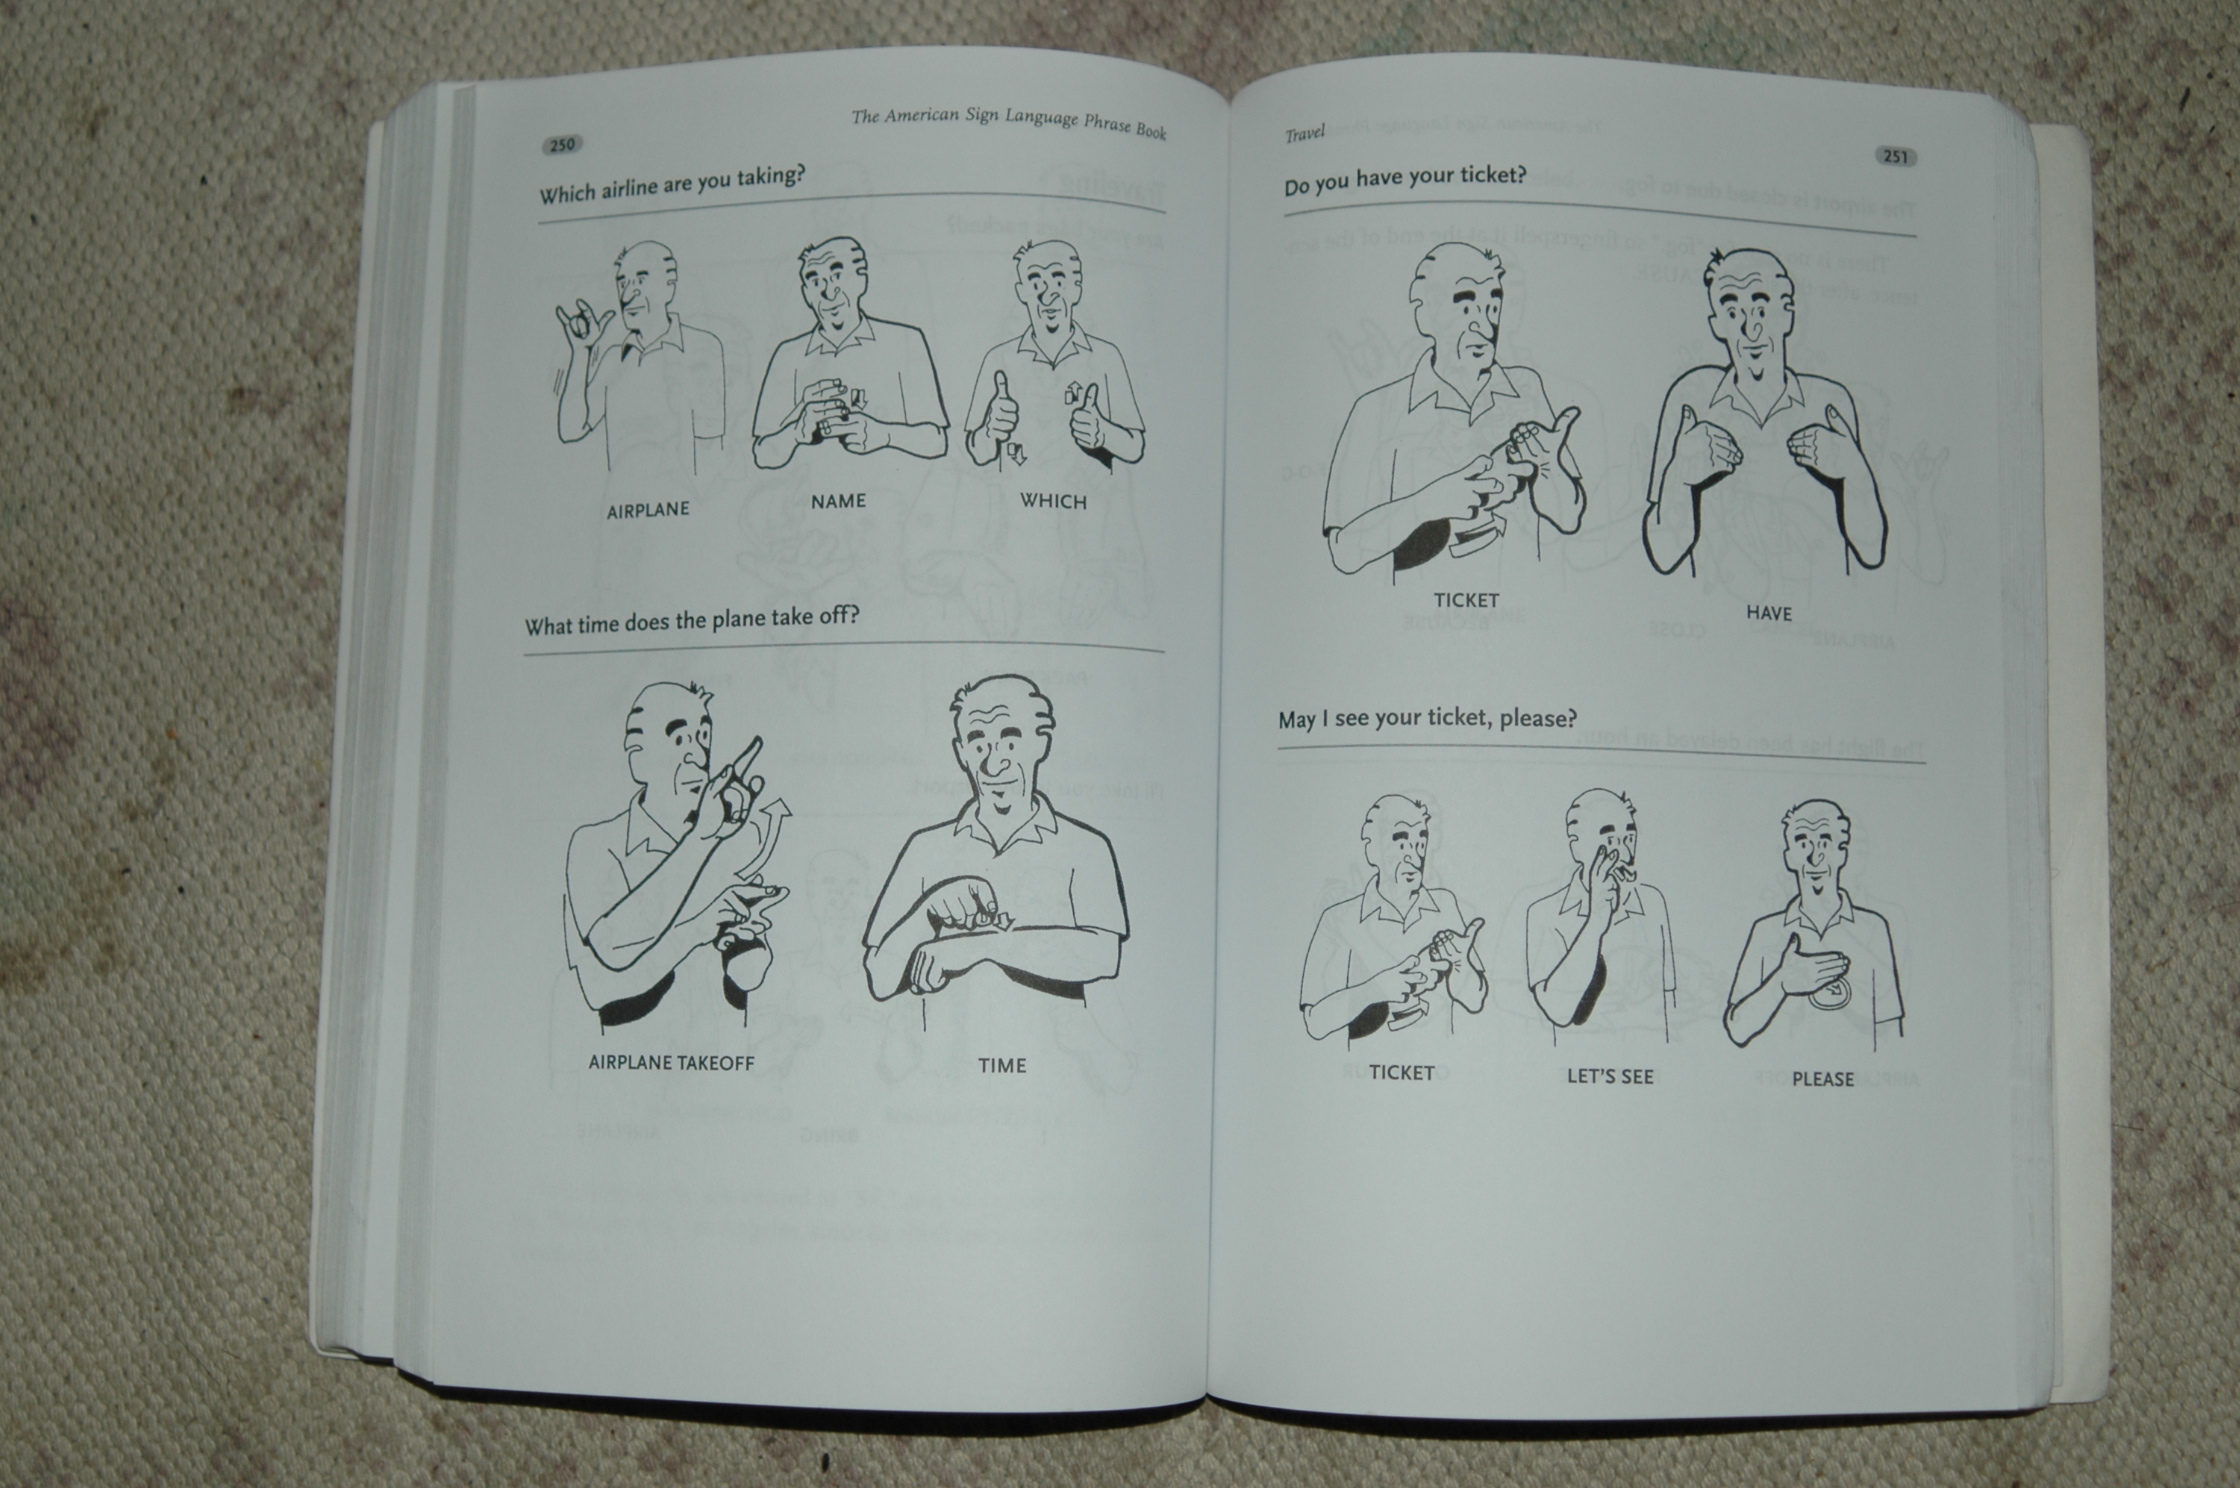 250
The American Sign Language Phrase Book
Which airline are you taking?
AIRPLANE
NAME
WHICH
What time does the plane take off?
AIRPLANE TAKEOFF
TIME
Travel
251
Do you have your ticket?
TICKET
HAVE
May I see your ticket, please?
TICKET
LET'S SEE
PLEASE